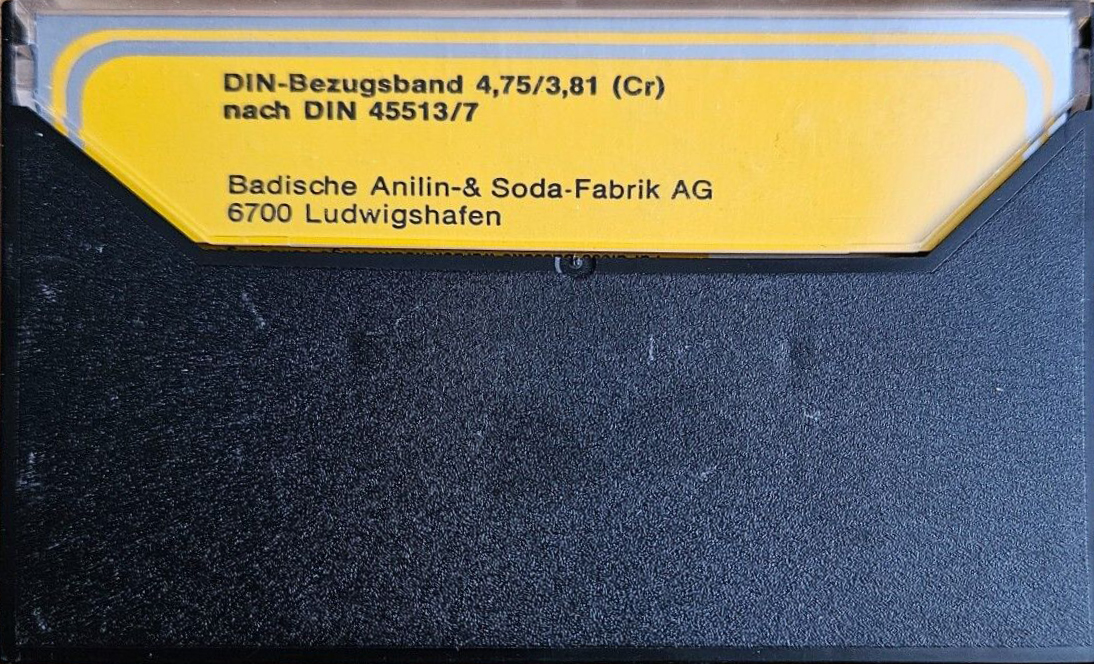 DIN-Bezugsband 4,75/3,81 (Cr)
nach DIN 45513/7
Badische Anilin-& Soda-Fabrik AG
6700 Ludwigshafen